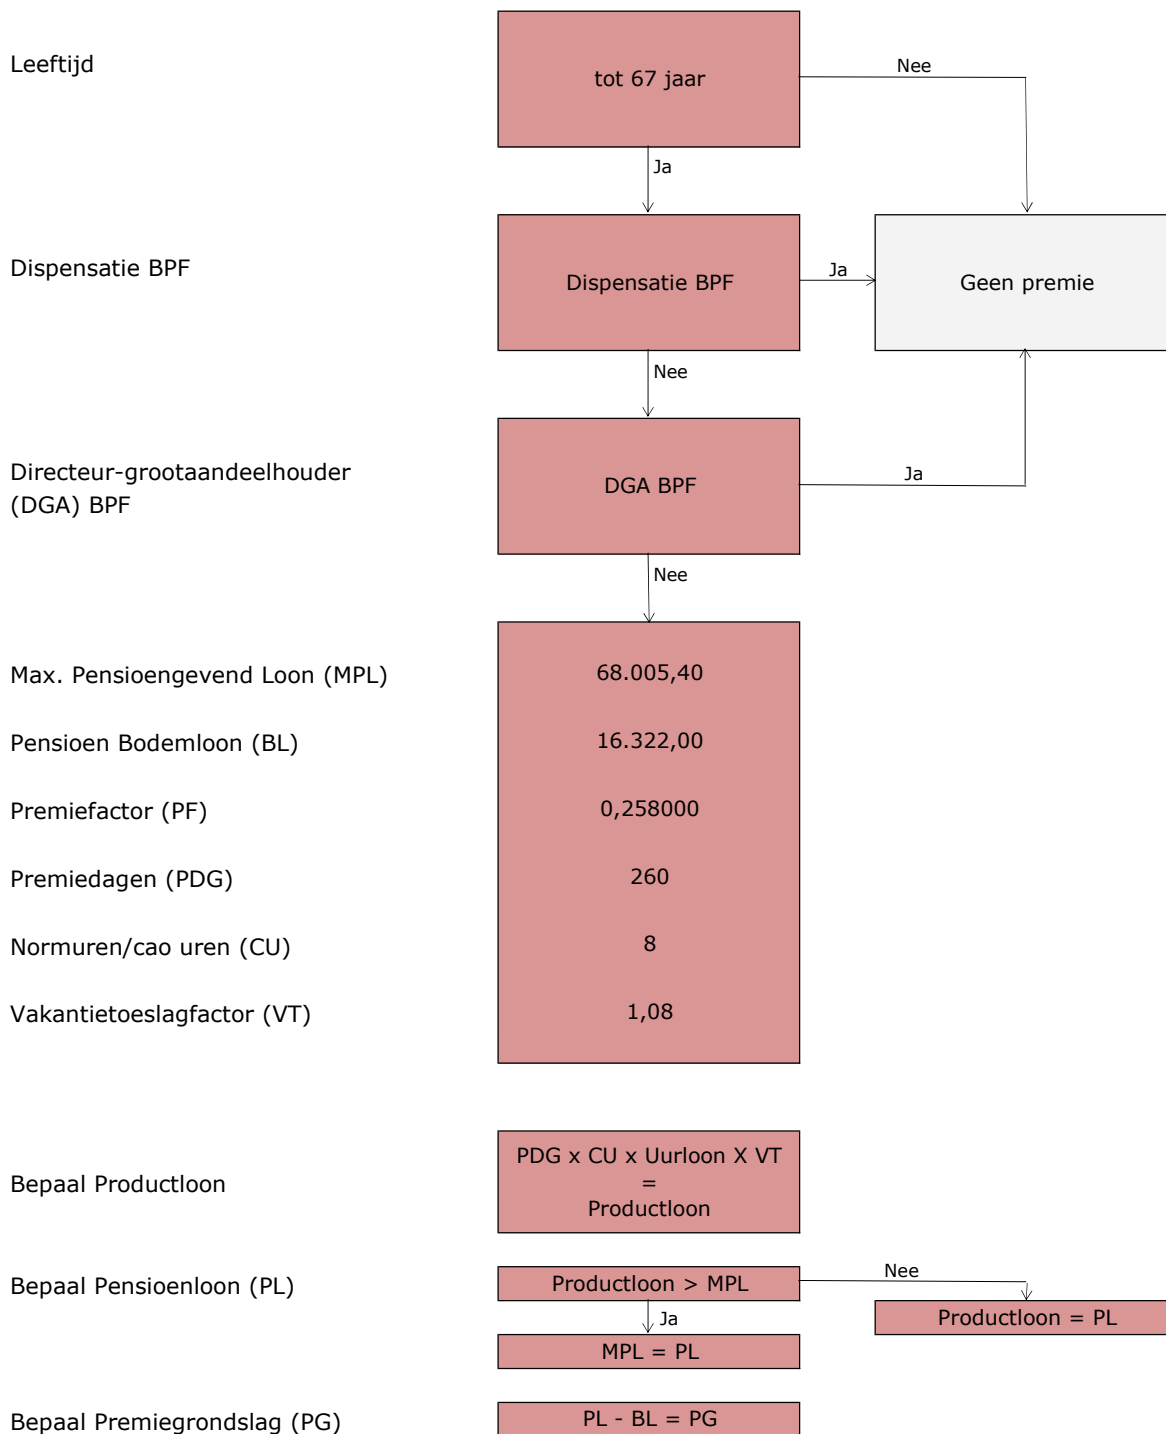 Leeftijd
tot 67 jaar
Nee
Ja
Dispensatie BPF
Dispensatie BPF
Ja
Geen premie
Nee
Directeur-grootaandeelhouder
(DGA) BPF
DGA BPF
Ja
Nee
Max. Pensioengevend Loon (MPL)
68.005,40
Pensioen Bodemloon (BL)
16.322,00
Premiefactor (PF)
0,258000
Premiedagen (PDG)
260
Normuren/cao uren (CU)
8
Vakantietoeslagfactor (VT)
1,08
Bepaal Productloon
PDG x CU x Uurloon X VT
=
Productloon
Bepaal Pensioenloon (PL)
Productloon > MPL
Nee
Productloon = PL
Ja
MPL = PL
Bepaal Premiegrondslag (PG)
PL - BL = PG